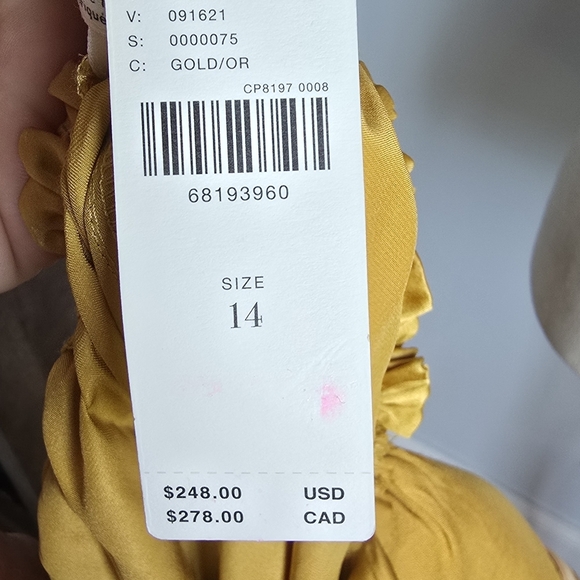 V: 091621
S: 0000075
C: GOLD/OR
CP8197 0008
68193960
SIZE
14
$248.00 USD
$278.00 CAD